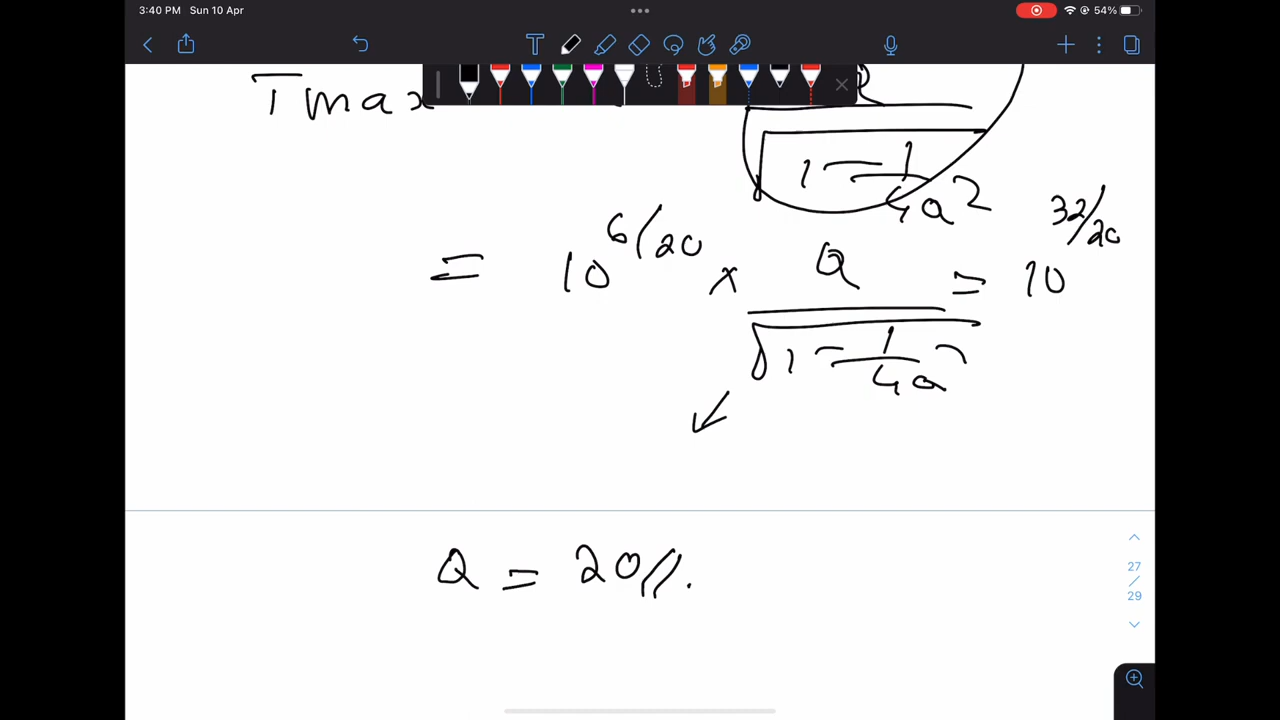 3:40 PM Sun 10 Apr 54%
T
Tmax
√1 - 1/4Q²
= 10^6/20 × Q/√1 - 1/4Q² = 10^32/20
Q = 20//.
27
/
29